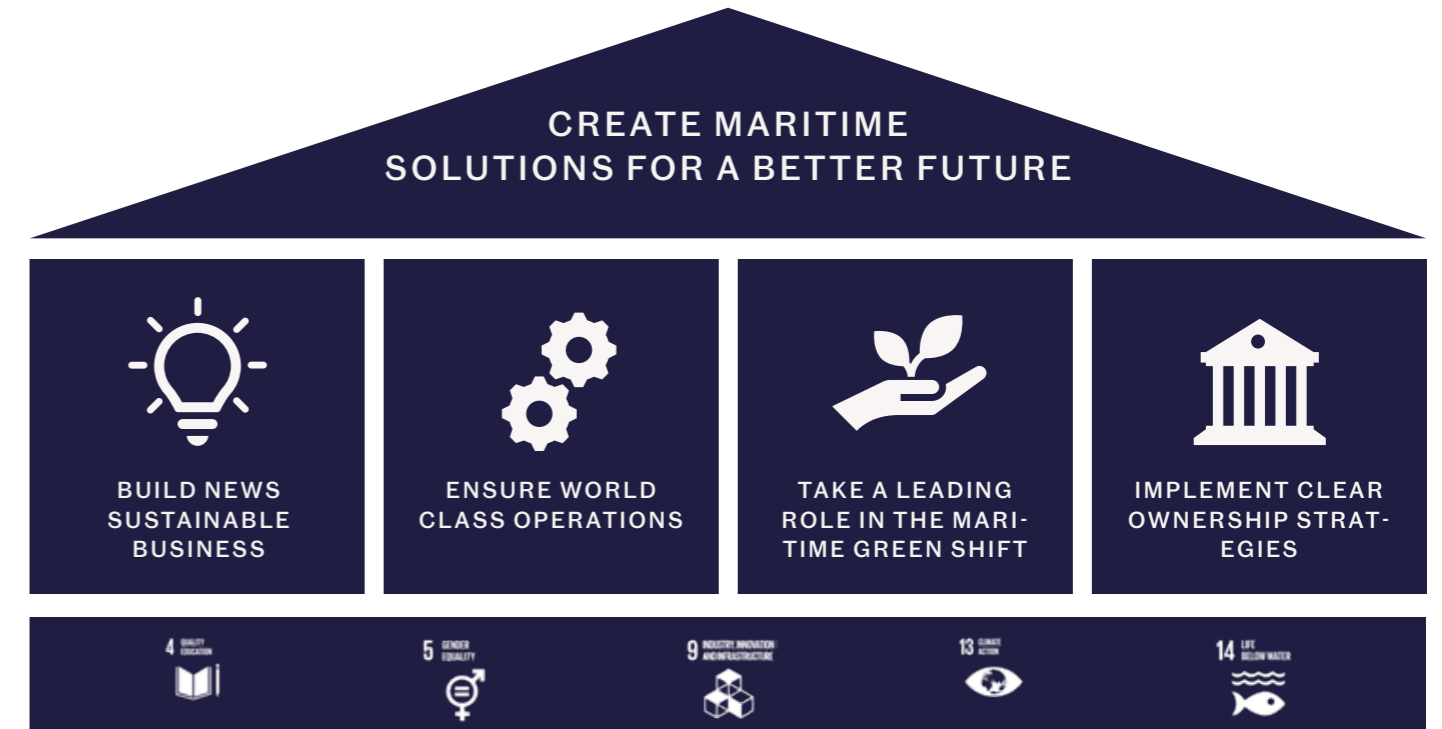 CREATE MARITIME
SOLUTIONS FOR A BETTER FUTURE
BUILD NEWS
SUSTAINABLE
BUSINESS
ENSURE WORLD
CLASS OPERATIONS
TAKE A LEADING
ROLE IN THE MARI-
TIME GREEN SHIFT
IMPLEMENT CLEAR
OWNERSHIP STRAT-
EGIES
4 QUALITY
EDUCATION
5 GENDER
EQUALITY
9 INDUSTRY, INNOVATION
AND INFRASTRUCTURE
13 CLIMATE
ACTION
14 LIFE
BELOW WATER